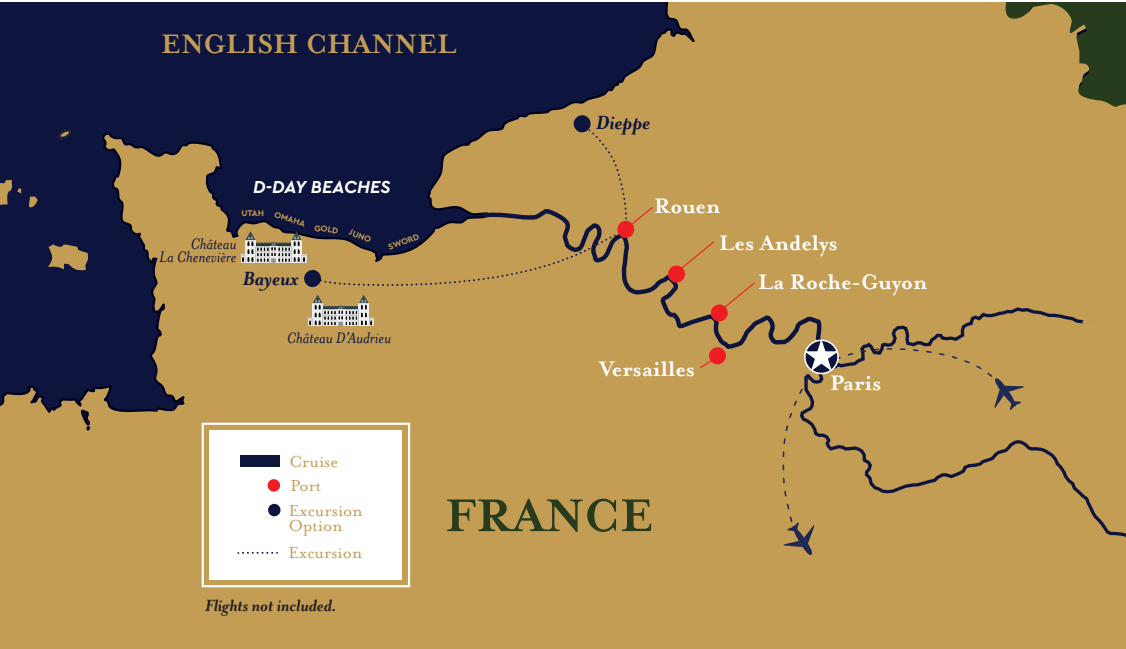 ENGLISH CHANNEL
Dieppe
D-DAY BEACHES
UTAH
OMAHA
GOLD
JUNO
SWORD
Rouen
Château
La Chenevière
Les Andelys
Bayeux
La Roche-Guyon
Château D'Audrieu
Versailles
Paris
Cruise
Port
Excursion
Option
Excursion
FRANCE
Flights not included.